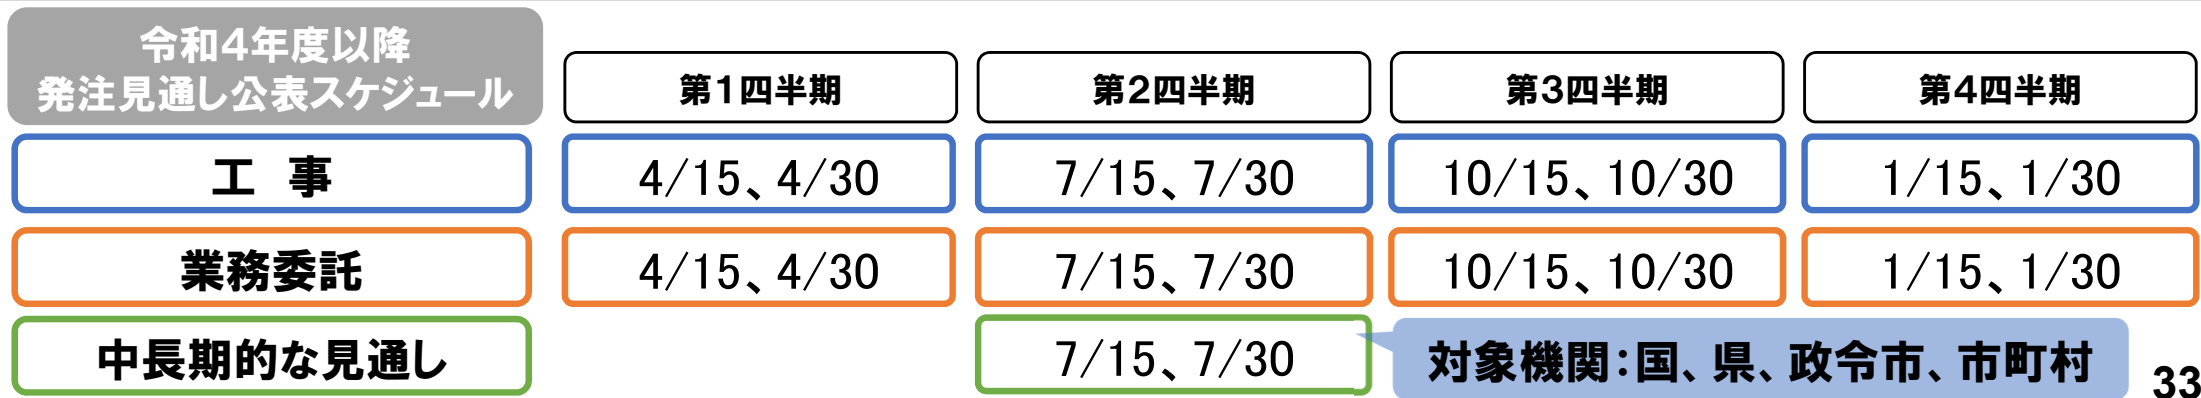 令和4年度以降
発注見通し公表スケジュール
第1四半期
第2四半期
第3四半期
第4四半期
工　事
4/15、4/30
7/15、7/30
10/15、10/30
1/15、1/30
業務委託
4/15、4/30
7/15、7/30
10/15、10/30
1/15、1/30
中長期的な見通し
7/15、7/30
対象機関：国、県、政令市、市町村
33